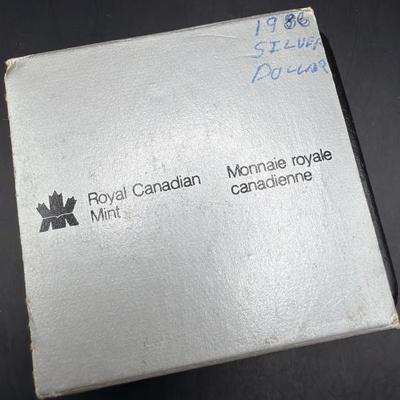 1986
SILVER
DOLLAR
Royal Canadian
Mint
Monnaie royale
canadienne